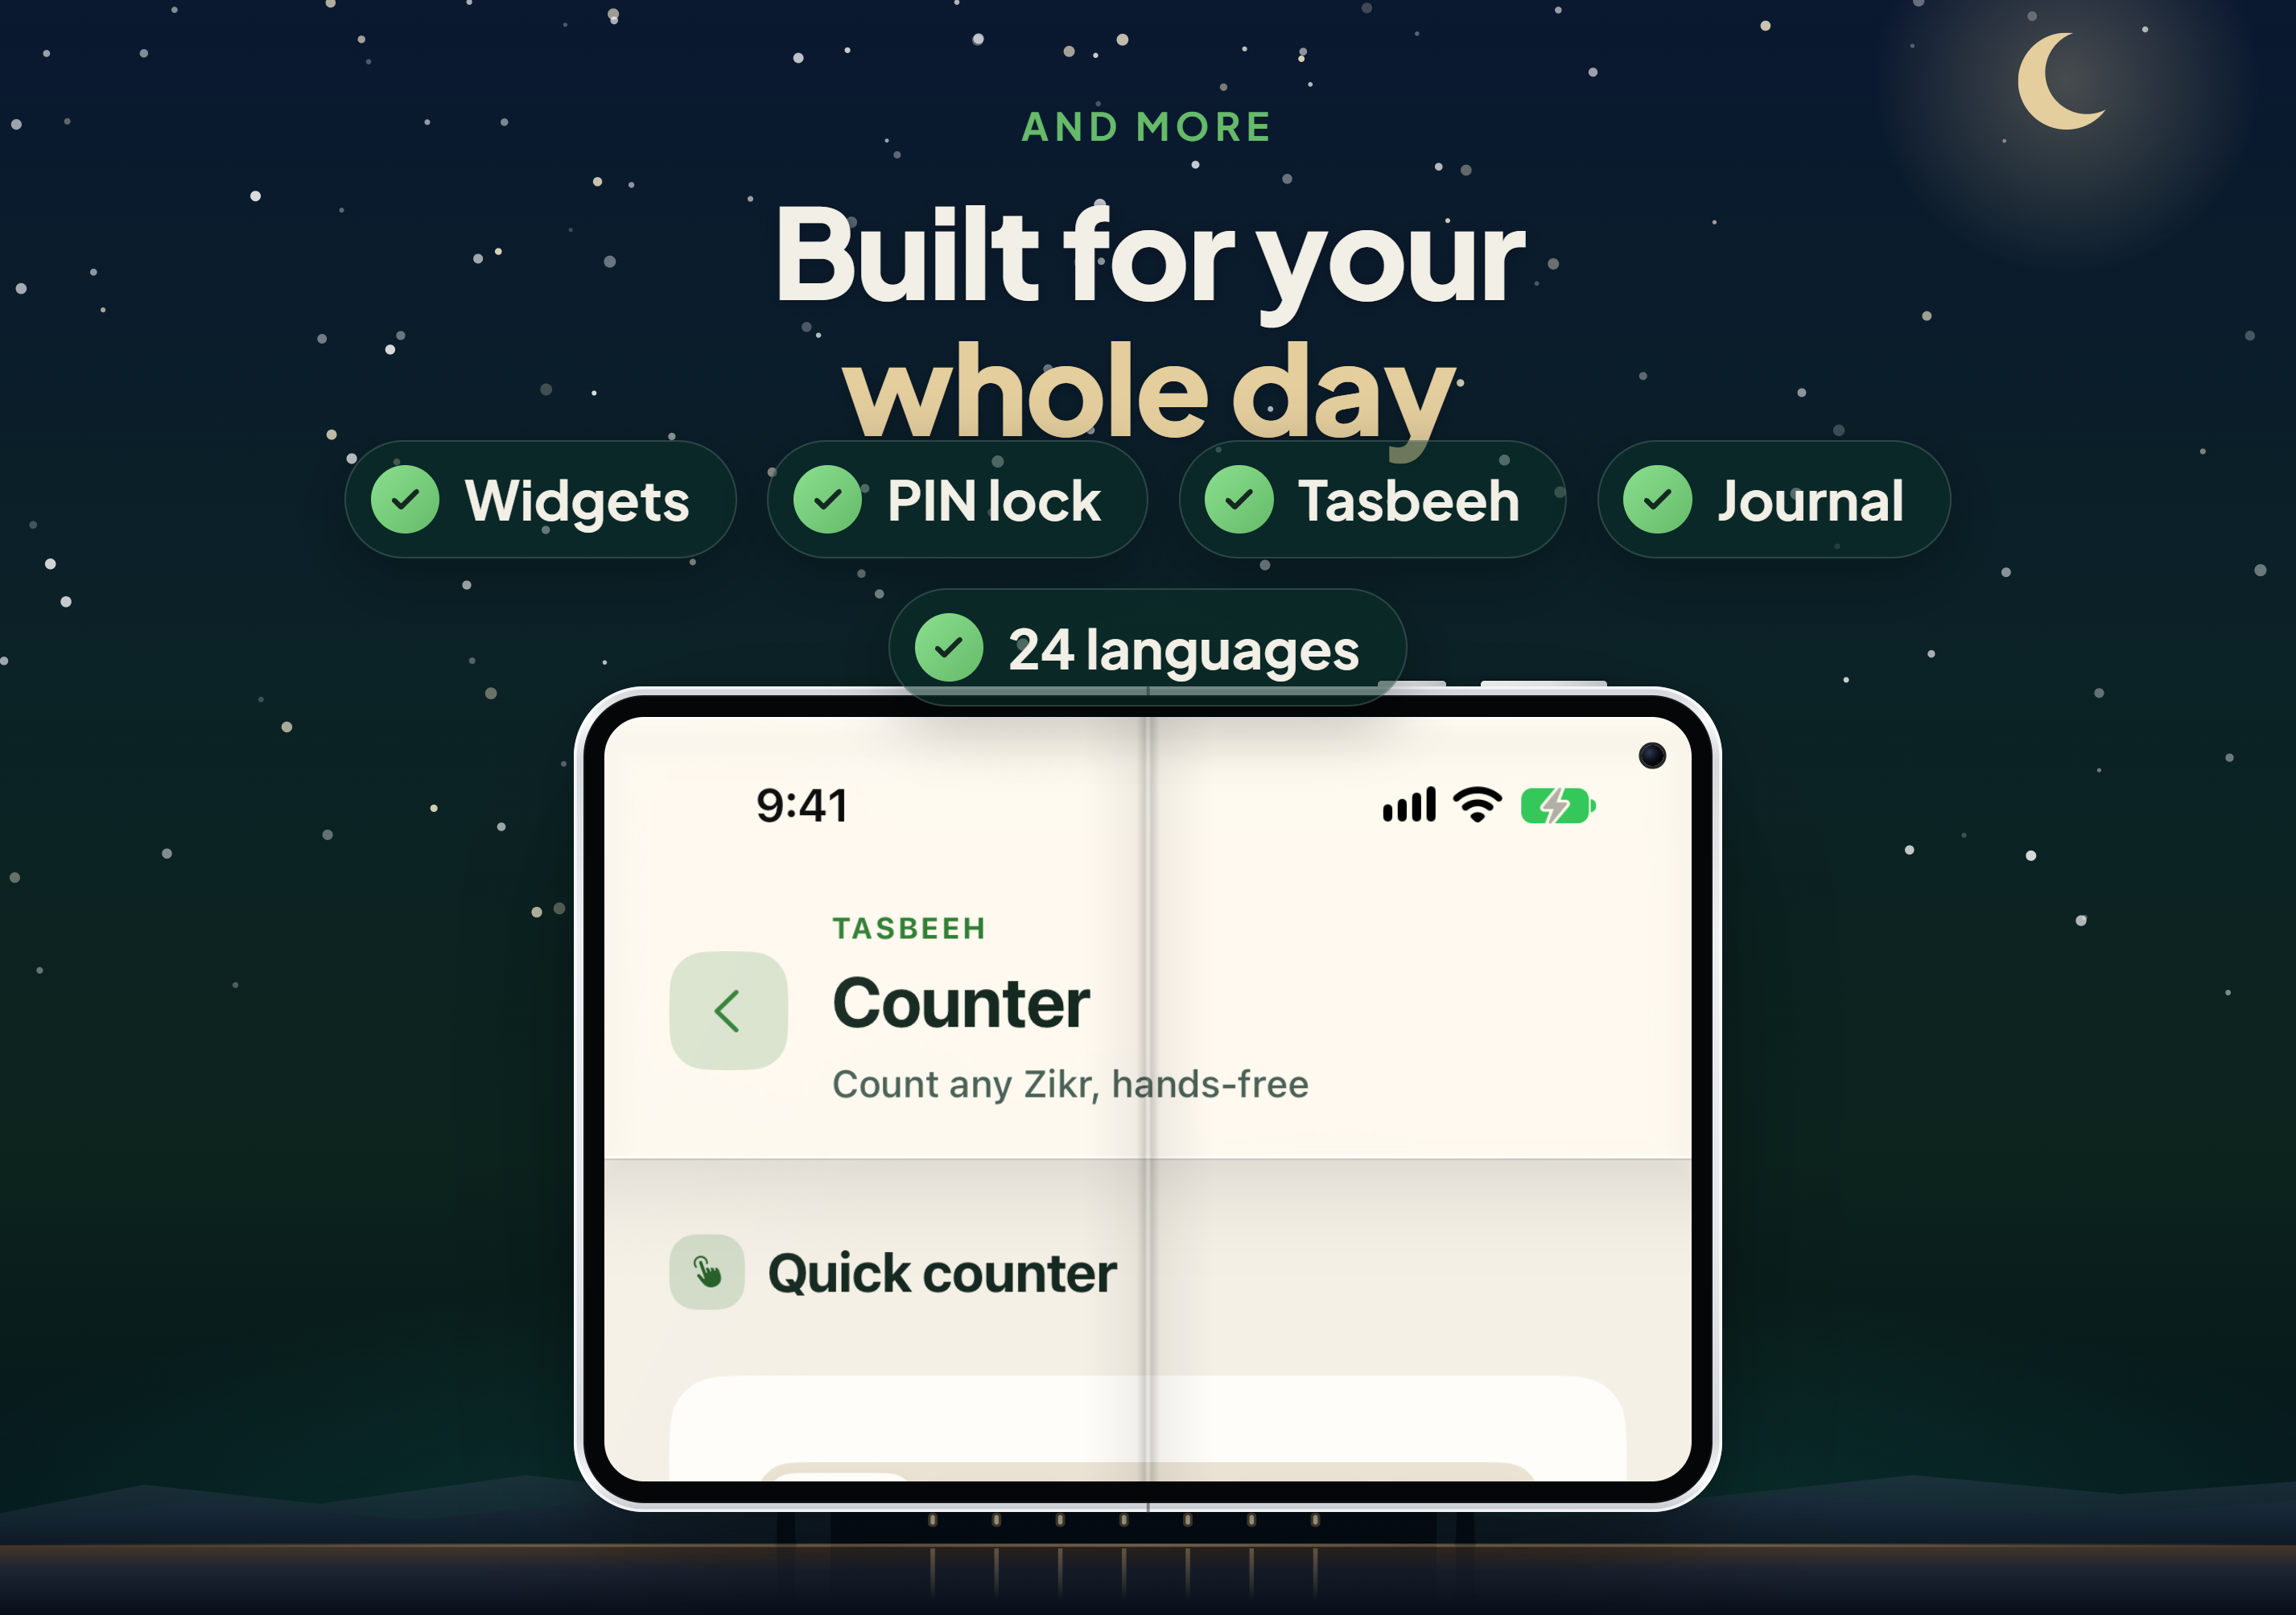 AND MORE
Built for your
whole day
Widgets
PIN lock
Tasbeeh
Journal
24 languages
9:41
TASBEEH
Counter
Count any Zikr, hands-free
Quick counter